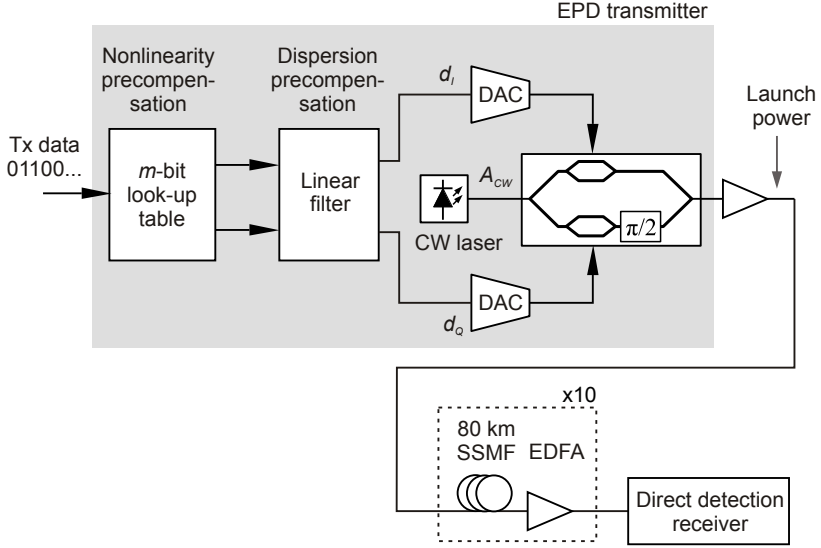 EPD transmitter
Nonlinearity
precompen-
sation
Dispersion
precompen-
sation
d_I
DAC
Launch
power
Tx data
01100...
m-bit
look-up
table
Linear
filter
A_CW
CW laser
π/2
DAC
d_Q
x10
80 km
SSMF EDFA
Direct detection
receiver